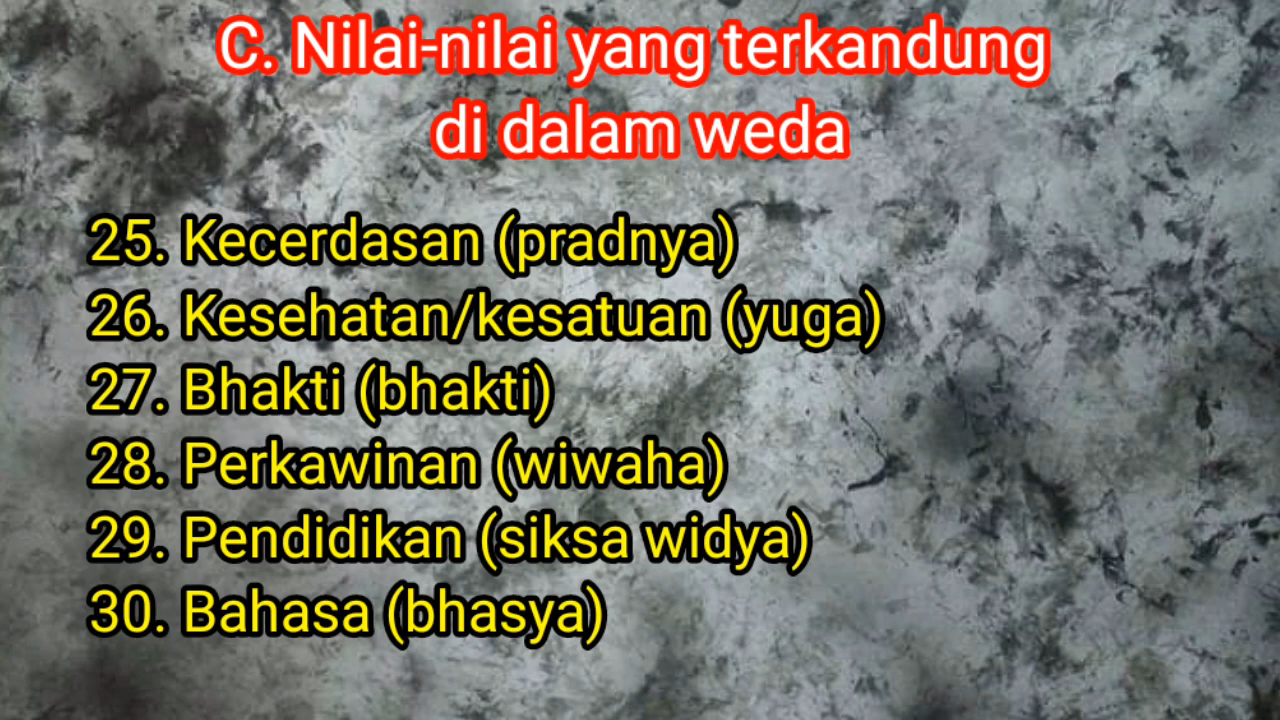 C. Nilai-nilai yang terkandung
di dalam weda
25. Kecerdasan (pradnya)
26. Kesehatan/kesatuan (yuga)
27. Bhakti (bhakti)
28. Perkawinan (wiwaha)
29. Pendidikan (siksa widya)
30. Bahasa (bhasya)